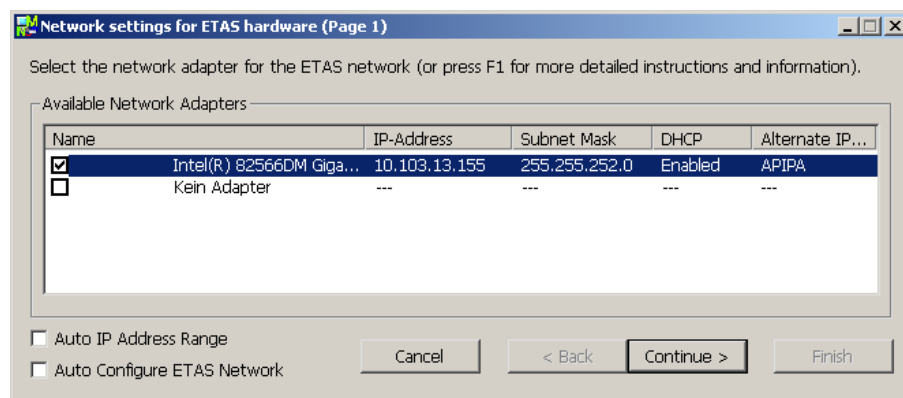 Network settings for ETAS hardware (Page 1)
Select the network adapter for the ETAS network (or press F1 for more detailed instructions and information).
Available Network Adapters
Name IP-Address Subnet Mask DHCP Alternate IP...
Intel(R) 82566DM Giga... 10.103.13.155 255.255.252.0 Enabled APIPA
Kein Adapter --- --- --- ---
Auto IP Address Range
Auto Configure ETAS Network
Cancel < Back Continue > Finish